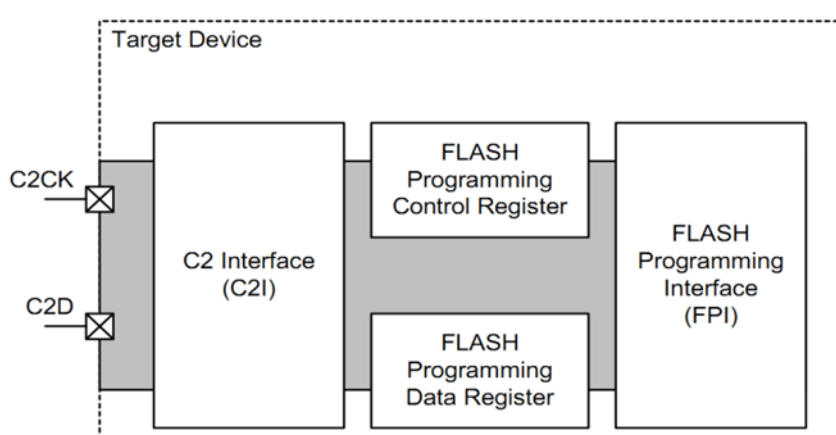 Target Device
C2CK
C2D
C2 Interface
(C2I)
FLASH
Programming
Control Register
FLASH
Programming
Data Register
FLASH
Programming
Interface
(FPI)